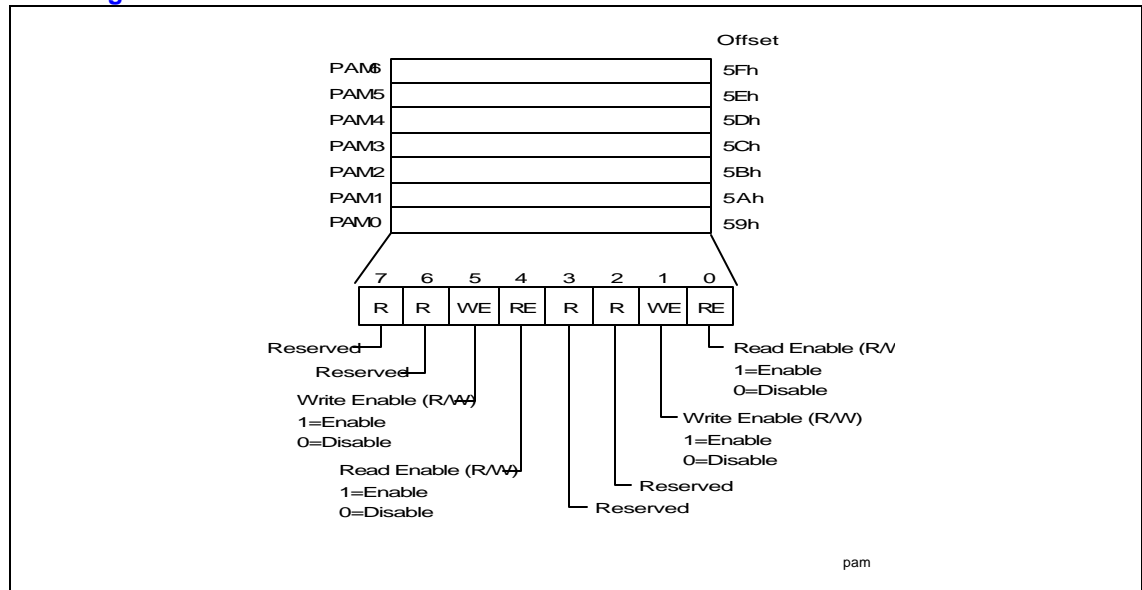 Offset
PAM6 5Fh
PAM5 5Eh
PAM4 5Dh
PAM3 5Ch
PAM2 5Bh
PAM1 5Ah
PAM0 59h
7 6 5 4 3 2 1 0
R R WE RE R R WE RE
Reserved
Reserved
Write Enable (R/W)
1=Enable
0=Disable
Read Enable (R/W)
1=Enable
0=Disable
Reserved
Reserved
Write Enable (R/W)
1=Enable
0=Disable
Read Enable (R/
1=Enable
0=Disable
pam